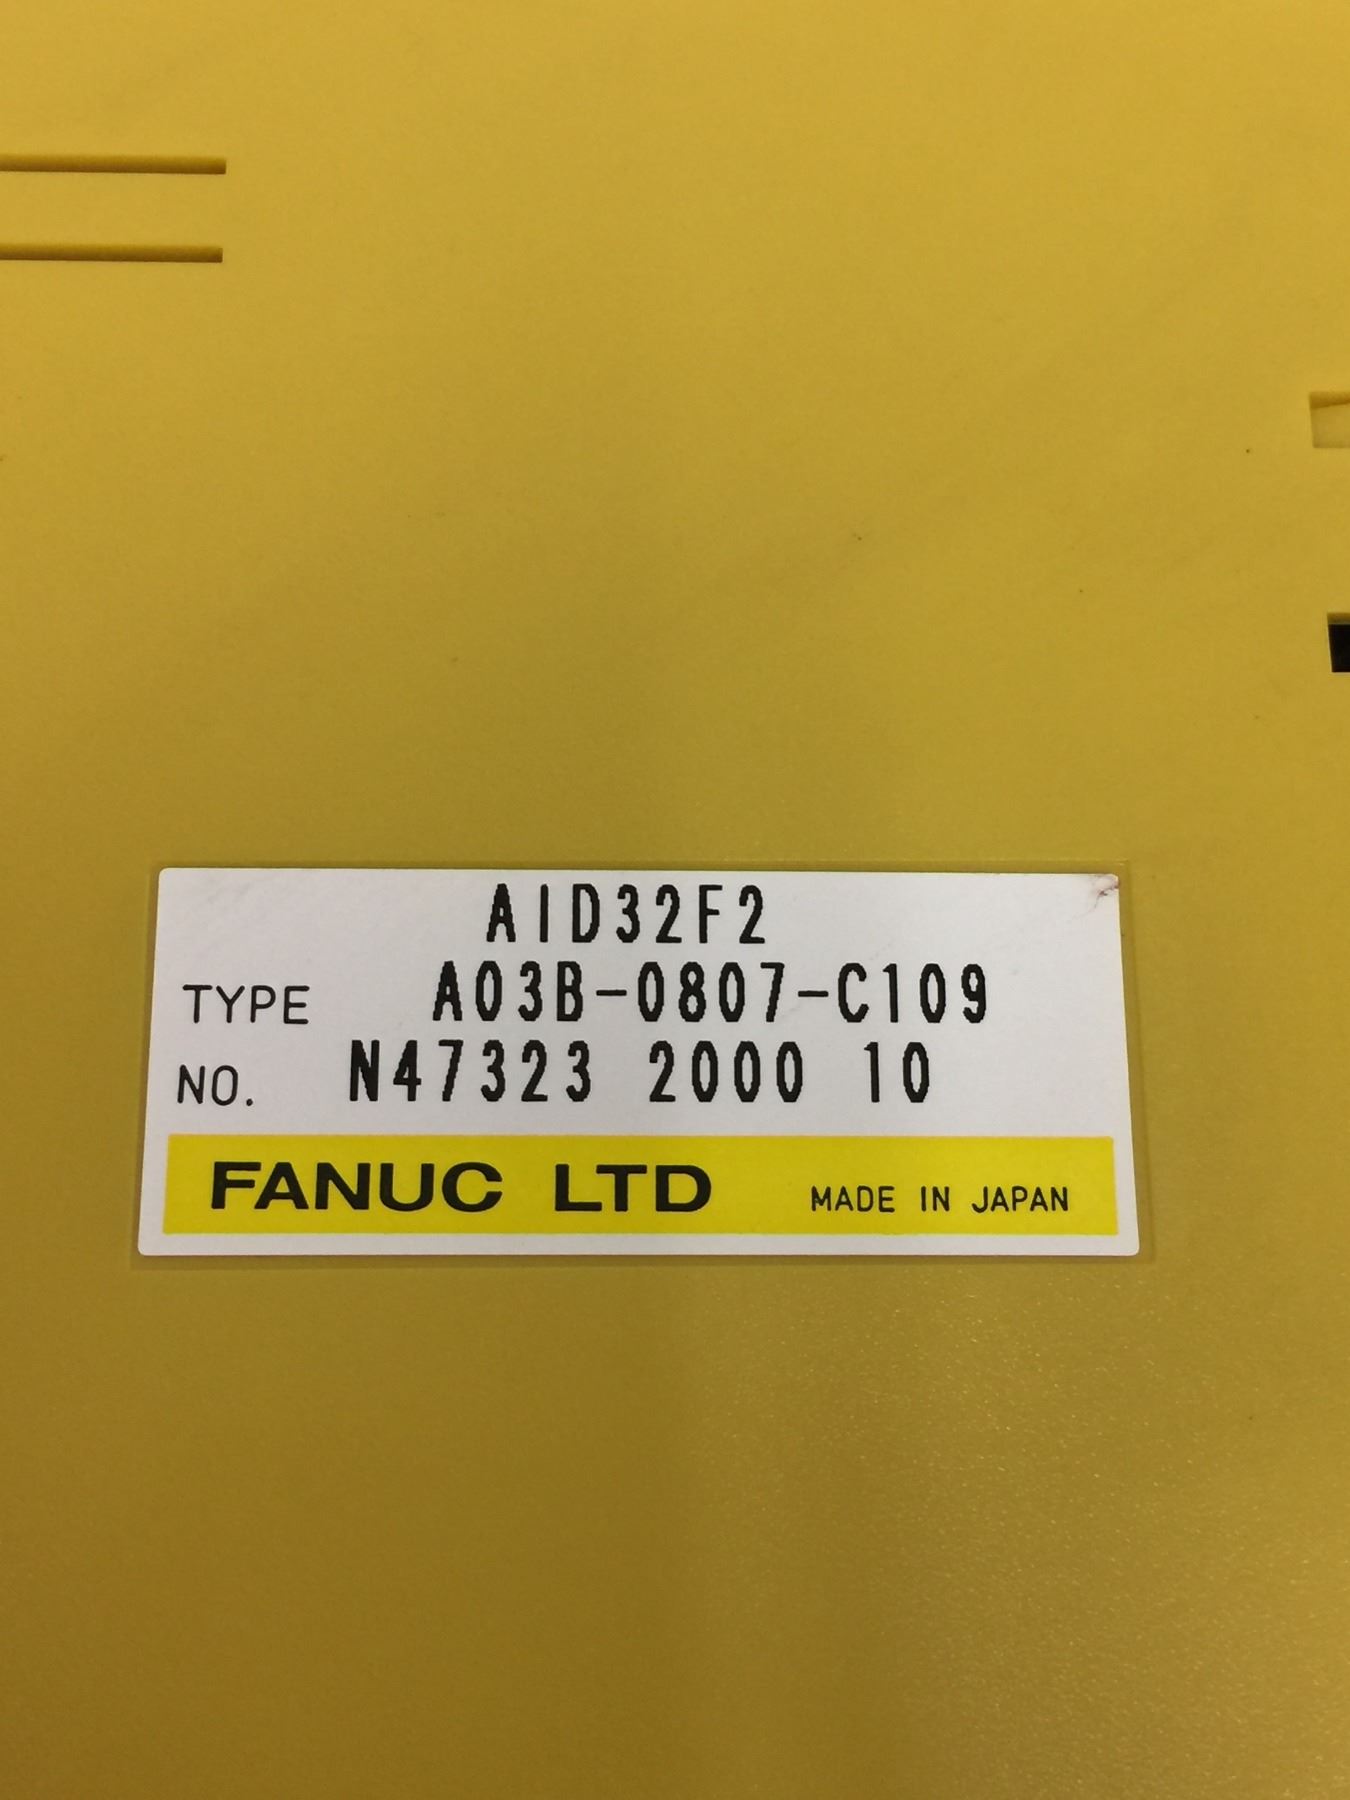 AID32F2
TYPE A03B-0807-C109
NO. N47323 2000 10
FANUC LTD MADE IN JAPAN